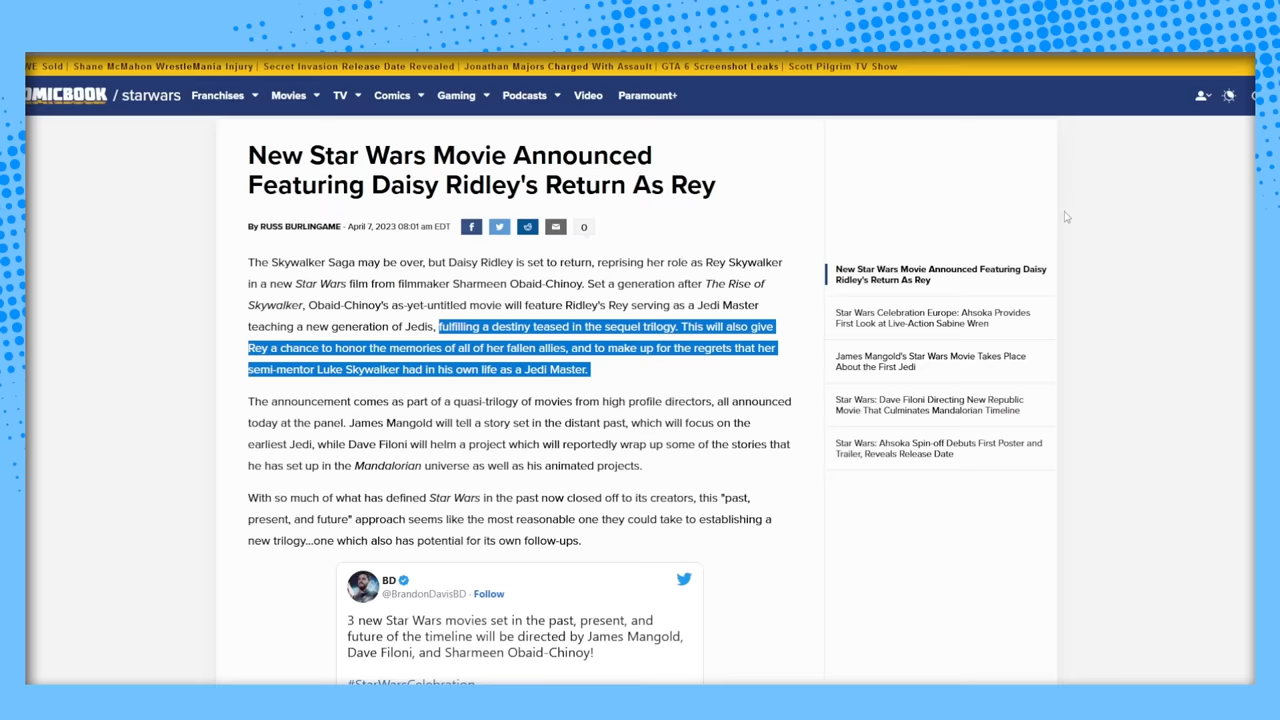 WE Sold | Shane McMahon WrestleMania Injury | Secret Invasion Release Date Revealed | Jonathan Majors Charged With Assault | GTA 6 Screenshot Leaks | Scott Pilgrim TV Show
OMICBOOK / starwars Franchises Movies TV Comics Gaming Podcasts Video Paramount+
New Star Wars Movie Announced
Featuring Daisy Ridley's Return As Rey
By RUSS BURLINGAME - April 7, 2023 08:01 am EDT
0
The Skywalker Saga may be over, but Daisy Ridley is set to return, reprising her role as Rey Skywalker
in a new Star Wars film from filmmaker Sharmeen Obaid-Chinoy. Set a generation after The Rise of
Skywalker, Obaid-Chinoy's as-yet-untitled movie will feature Ridley's Rey serving as a Jedi Master
teaching a new generation of Jedis, fulfilling a destiny teased in the sequel trilogy. This will also give
Rey a chance to honor the memories of all of her fallen allies, and to make up for the regrets that her
semi-mentor Luke Skywalker had in his own life as a Jedi Master.
The announcement comes as part of a quasi-trilogy of movies from high profile directors, all announced
today at the panel. James Mangold will tell a story set in the distant past, which will focus on the
earliest Jedi, while Dave Filoni will helm a project which will reportedly wrap up some of the stories that
he has set up in the Mandalorian universe as well as his animated projects.
With so much of what has defined Star Wars in the past now closed off to its creators, this "past,
present, and future" approach seems like the most reasonable one they could take to establishing a
new trilogy...one which also has potential for its own follow-ups.
BD
@BrandonDavisBD · Follow
3 new Star Wars movies set in the past, present, and
future of the timeline will be directed by James Mangold,
Dave Filoni, and Sharmeen Obaid-Chinoy!
#StarWarsCelebration
New Star Wars Movie Announced Featuring Daisy
Ridley's Return As Rey
Star Wars Celebration Europe: Ahsoka Provides
First Look at Live-Action Sabine Wren
James Mangold's Star Wars Movie Takes Place
About the First Jedi
Star Wars: Dave Filoni Directing New Republic
Movie That Culminates Mandalorian Timeline
Star Wars: Ahsoka Spin-off Debuts First Poster and
Trailer, Reveals Release Date